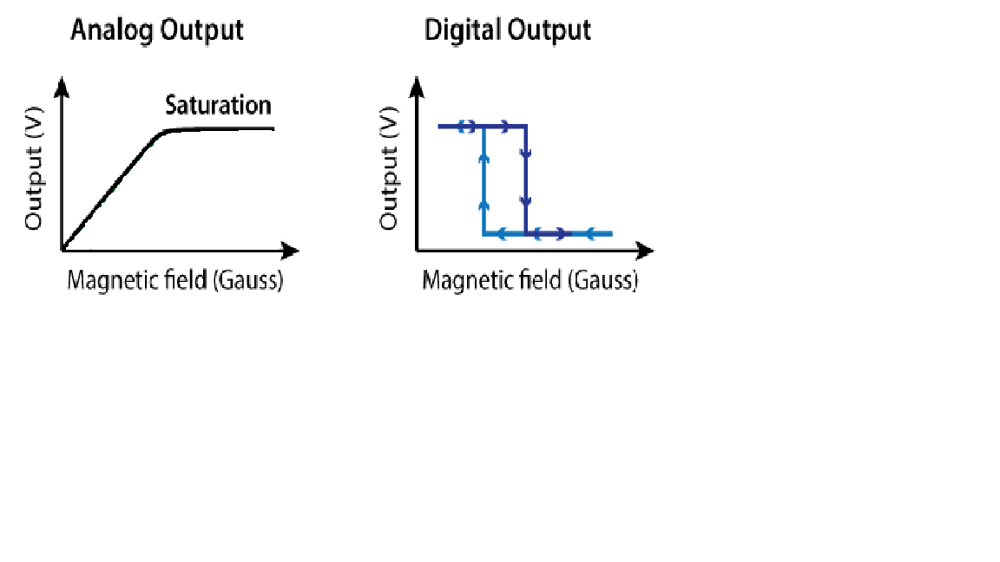 Analog Output
Saturation
Output (V)
Magnetic field (Gauss)
Digital Output
Output (V)
Magnetic field (Gauss)